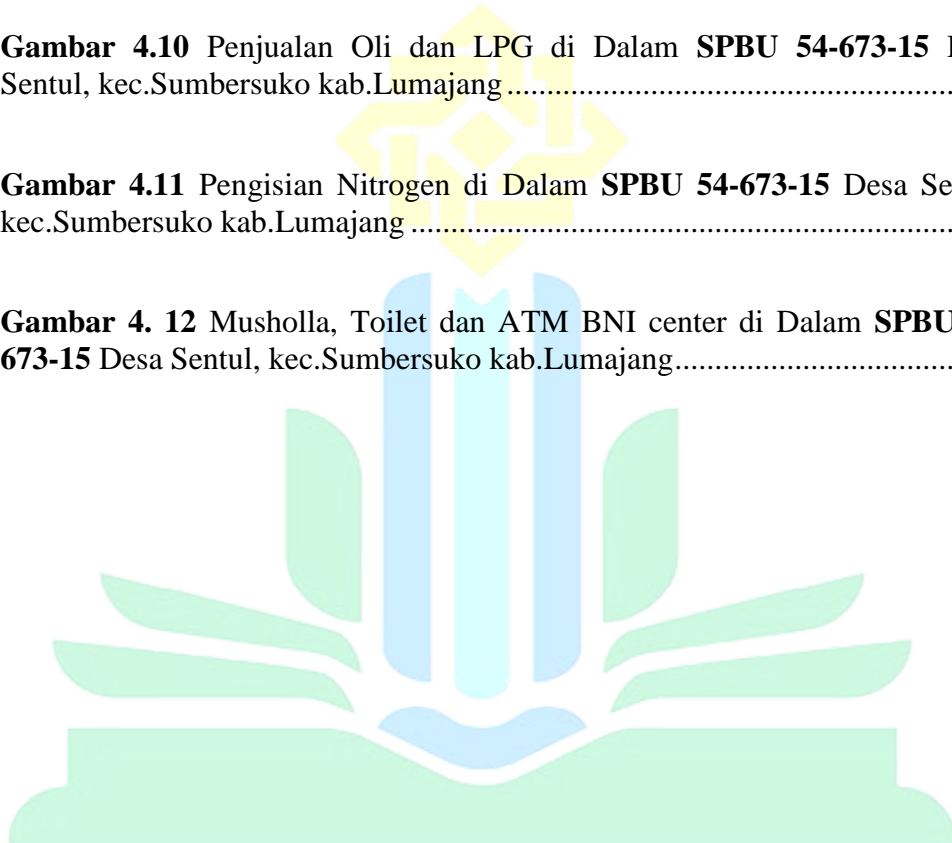 Gambar 4.10 Penjualan Oli dan LPG di Dalam SPBU 54-673-15
Sentul, kec.Sumbersuko kab.Lumajang ........................................................
Gambar 4.11 Pengisian Nitrogen di Dalam SPBU 54-673-15 Desa Se
kec.Sumbersuko kab.Lumajang ....................................................................
Gambar 4. 12 Musholla, Toilet dan ATM BNI center di Dalam SPBU
673-15 Desa Sentul, kec.Sumbersuko kab.Lumajang...................................